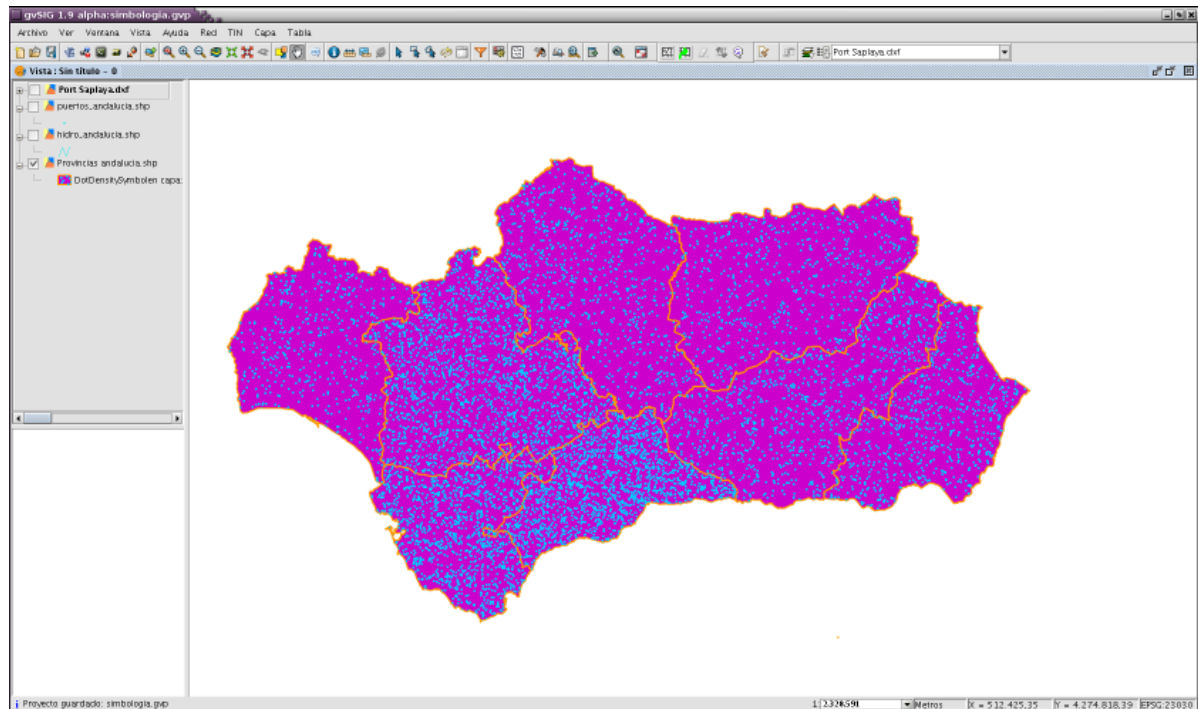 gvSIG 1.9 alpha:simbologia.gvp
Archivo Ver Ventana Vista Ayuda Red TIN Capa Tabla
Port Saplaya.dxf
Vista : Sin título - 0
Port Saplaya.dxf
puertos_andalucia.shp
hidro_andalucia.shp
Provincias andalucia.shp
DotDensitySymbolen capa:
Proyecto guardado: simbologia.gvp
1: 2.320.591 Metros X = 512.425,35 Y = 4.274.818,39 EPSG:23030